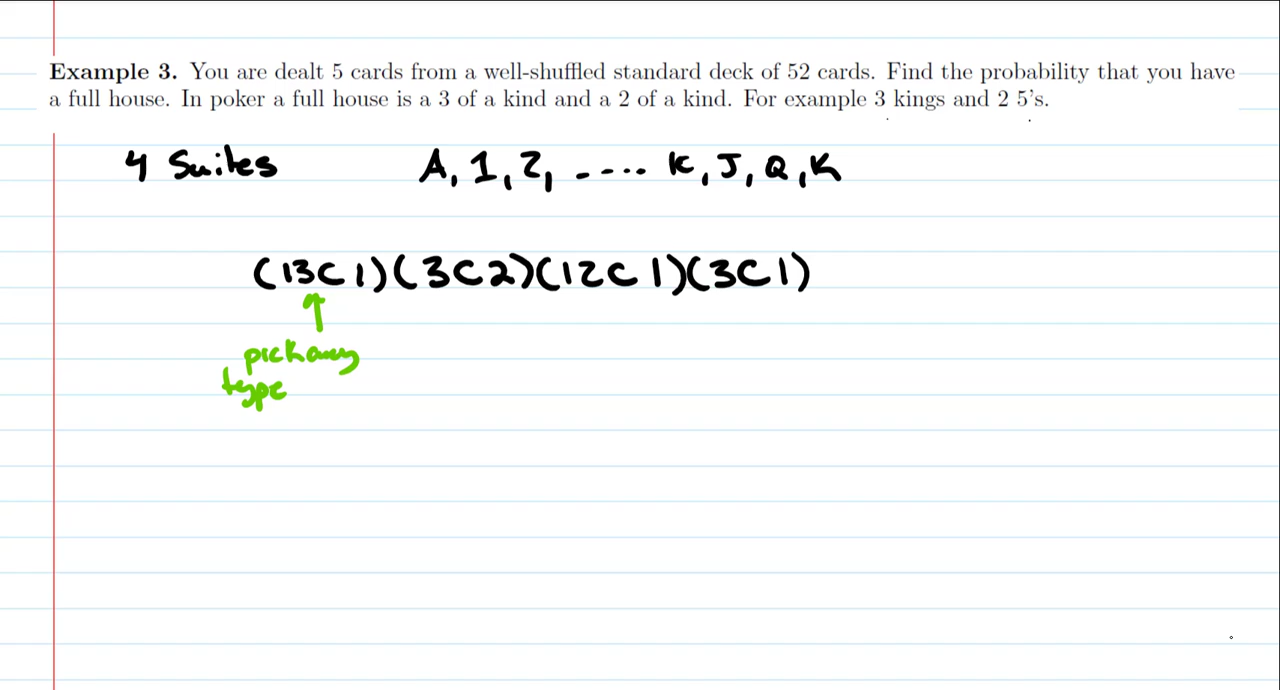 Example 3. You are dealt 5 cards from a well-shuffled standard deck of 52 cards. Find the probability that you have
a full house. In poker a full house is a 3 of a kind and a 2 of a kind. For example 3 kings and 2 5's.
4 Suites A, 1, 2, ..... K, J, Q, K
(13C1)(3C2)(12C1)(3C1)
pick any
type